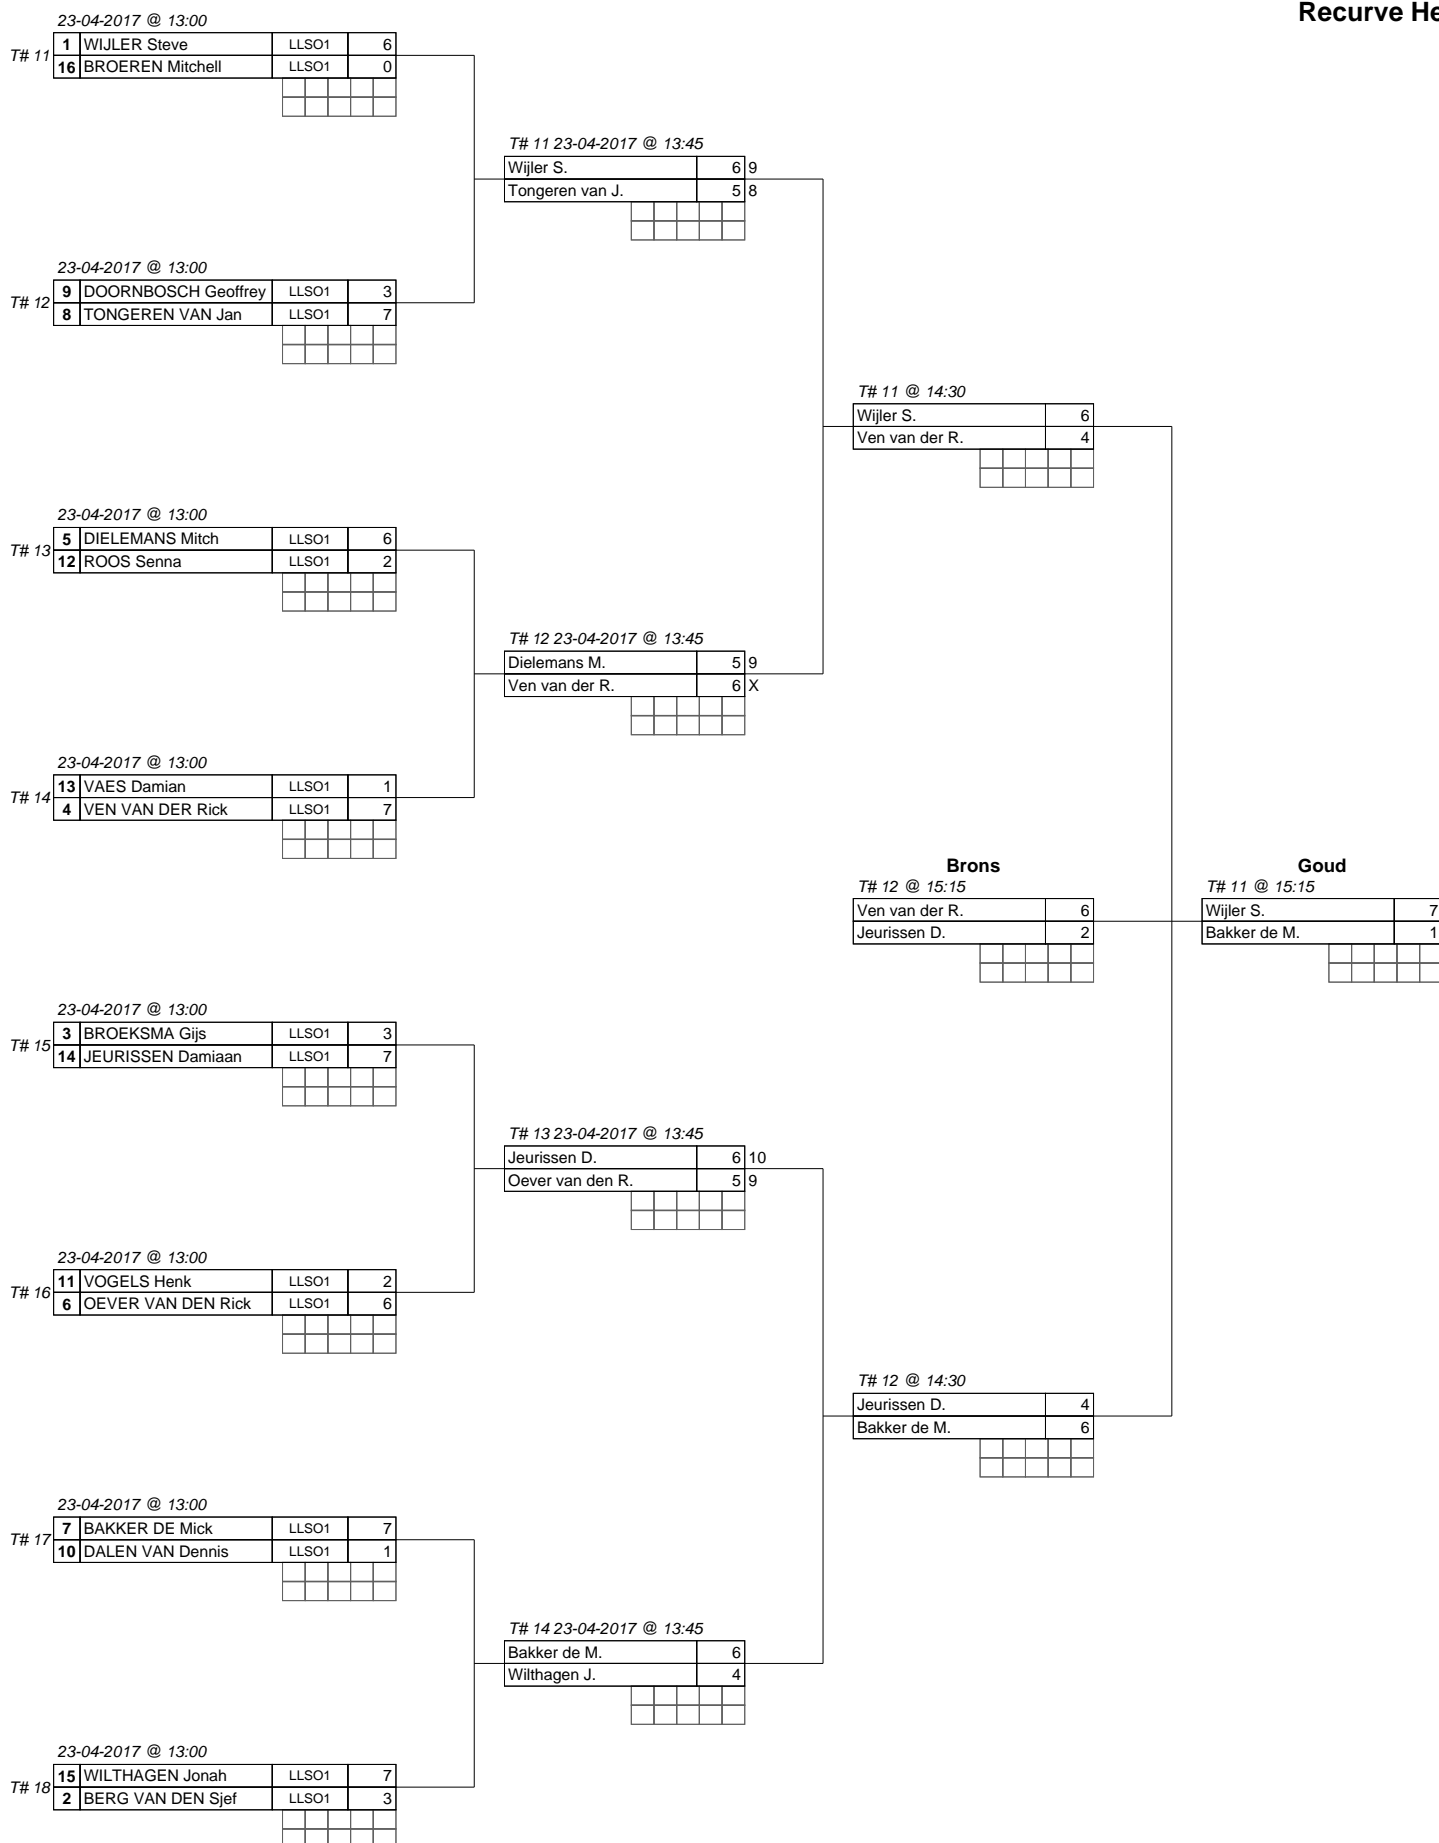 Recurve He
23-04-2017 @ 13:00
T# 11
1 WIJLER Steve LLSO1 6
16 BROEREN Mitchell LLSO1 0
T# 11 23-04-2017 @ 13:45
Wijler S. 6 9
Tongeren van J. 5 8
23-04-2017 @ 13:00
T# 12
9 DOORNBOSCH Geoffrey LLSO1 3
8 TONGEREN VAN Jan LLSO1 7
T# 11 @ 14:30
Wijler S. 6
Ven van der R. 4
23-04-2017 @ 13:00
T# 13
5 DIELEMANS Mitch LLSO1 6
12 ROOS Senna LLSO1 2
T# 12 23-04-2017 @ 13:45
Dielemans M. 5 9
Ven van der R. 6 X
23-04-2017 @ 13:00
T# 14
13 VAES Damian LLSO1 1
4 VEN VAN DER Rick LLSO1 7
Brons
T# 12 @ 15:15
Ven van der R. 6
Jeurissen D. 2
Goud
T# 11 @ 15:15
Wijler S. 7
Bakker de M. 1
23-04-2017 @ 13:00
T# 15
3 BROEKSMA Gijs LLSO1 3
14 JEURISSEN Damiaan LLSO1 7
T# 13 23-04-2017 @ 13:45
Jeurissen D. 6 10
Oever van den R. 5 9
23-04-2017 @ 13:00
T# 16
11 VOGELS Henk LLSO1 2
6 OEVER VAN DEN Rick LLSO1 6
T# 12 @ 14:30
Jeurissen D. 4
Bakker de M. 6
23-04-2017 @ 13:00
T# 17
7 BAKKER DE Mick LLSO1 7
10 DALEN VAN Dennis LLSO1 1
T# 14 23-04-2017 @ 13:45
Bakker de M. 6
Wilthagen J. 4
23-04-2017 @ 13:00
T# 18
15 WILTHAGEN Jonah LLSO1 7
2 BERG VAN DEN Sjef LLSO1 3